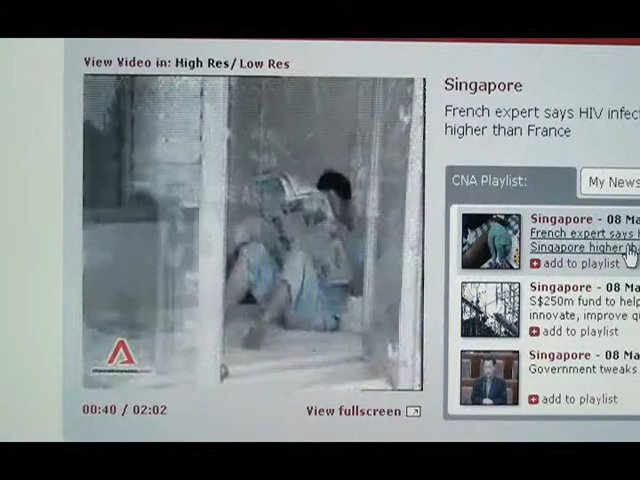 View Video in: High Res/ Low Res
Singapore
French expert says HIV infec
higher than France
CNA Playlist:
My News
Singapore - 08 Ma
French expert says
Singapore higher
add to playlist
Singapore - 08 Ma
S$250m fund to help
innovate, improve qu
add to playlist
Singapore - 08 Ma
Government tweaks
add to playlist
00:40 / 02:02
View fullscreen